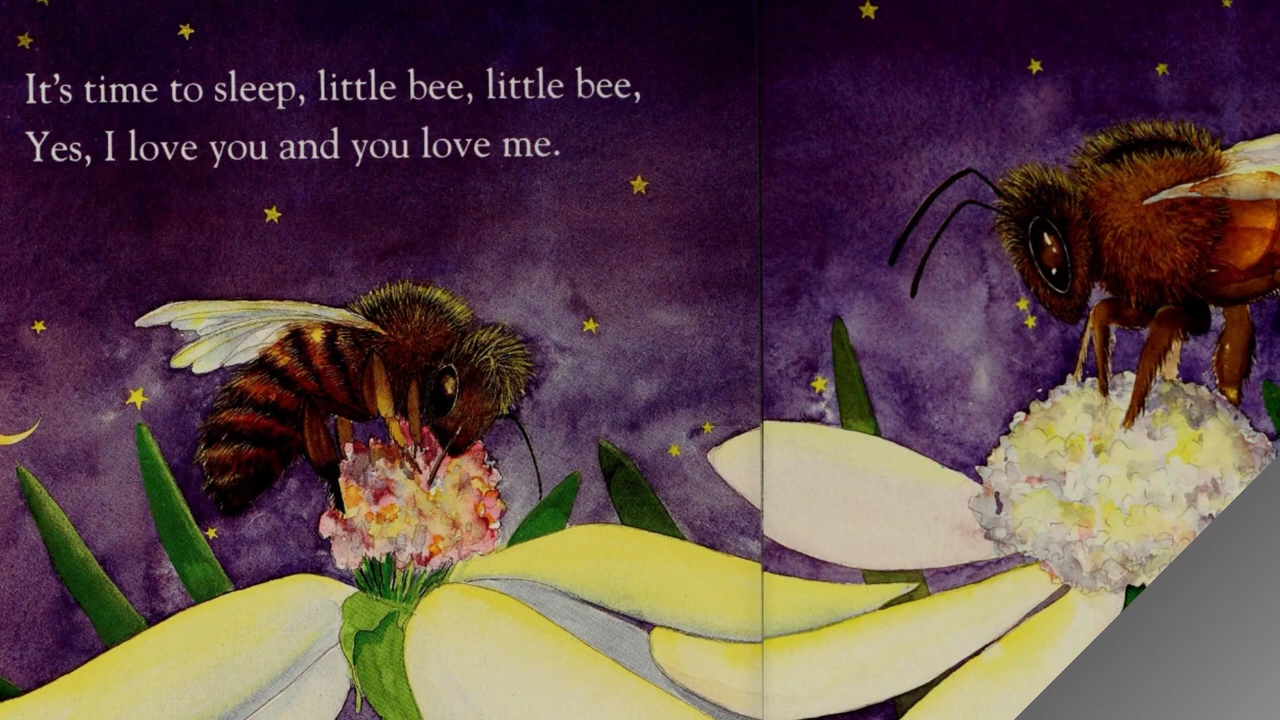 It's time to sleep, little bee, little bee,
Yes, I love you and you love me.